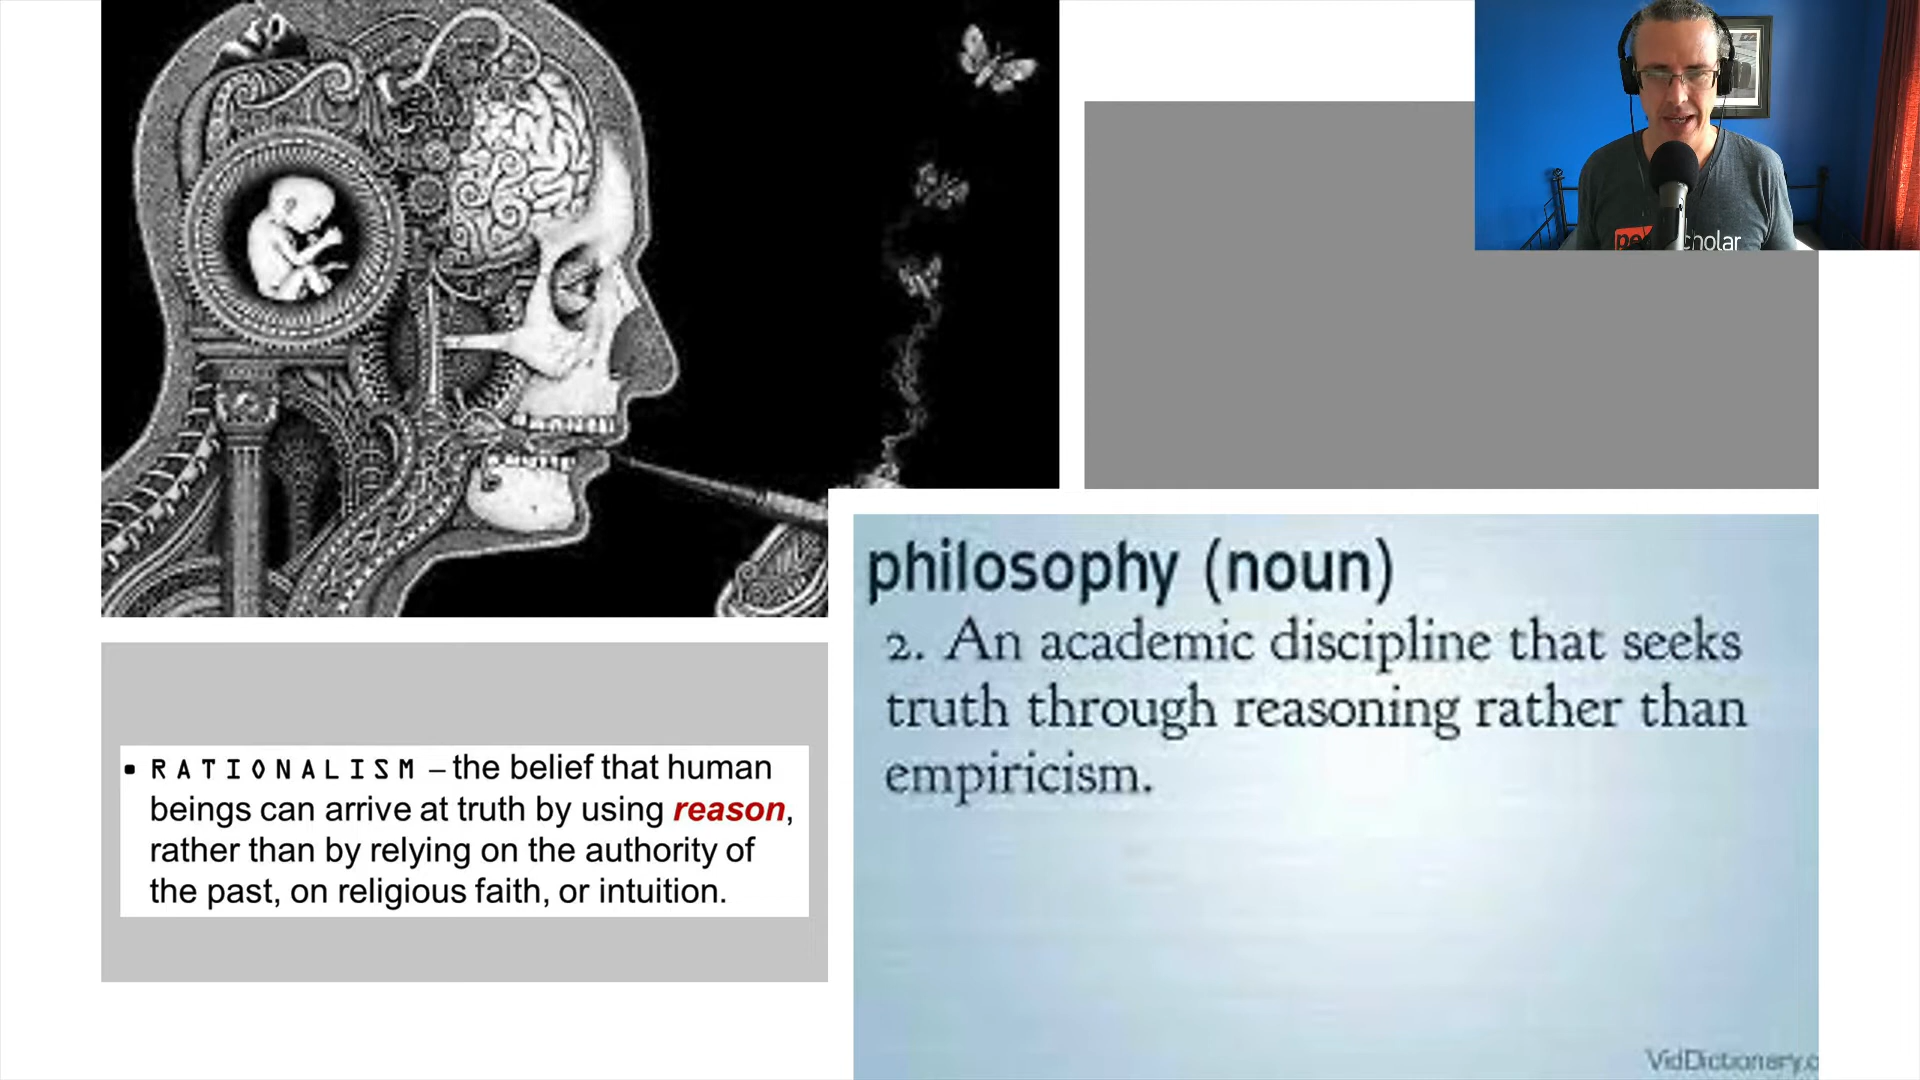 philosophy (noun)
2. An academic discipline that seeks
truth through reasoning rather than
empiricism.
• RATIONALISM – the belief that human
beings can arrive at truth by using reason,
rather than by relying on the authority of
the past, on religious faith, or intuition.